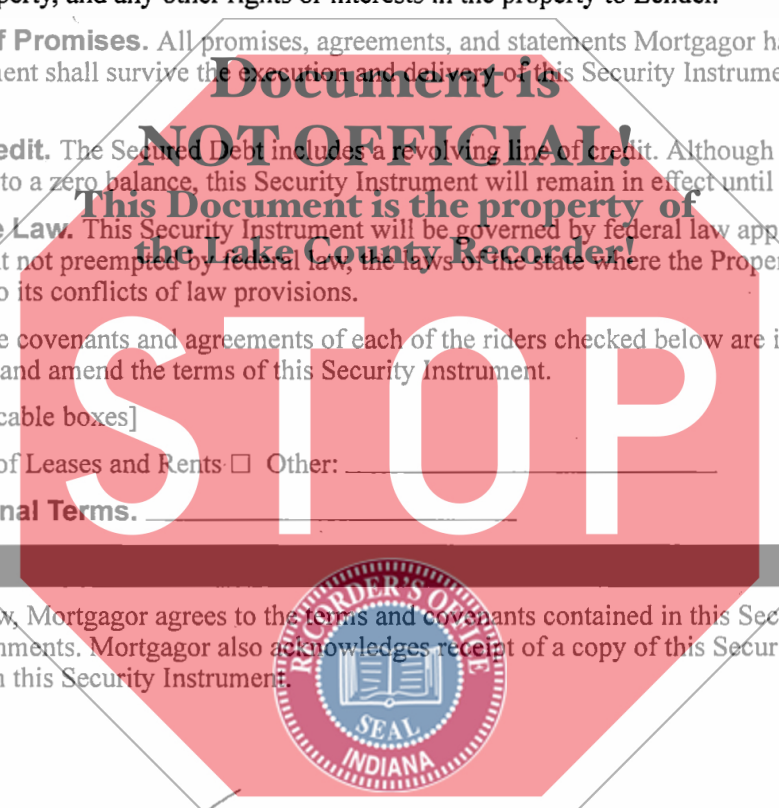 perty, and any other rights or interests in the property to Lender.
f Promises. All promises, agreements, and statements Mortgagor ha
ment shall survive the execution and delivery of this Security Instrume
Document is
NOT OFFICIAL!
edit. The Secured Debt includes a revolving line of credit. Although
to a zero balance, this Security Instrument will remain in effect until
This Document is the property of
the Lake County Recorder!
e Law. This Security Instrument will be governed by federal law app
t not preempted by federal law, the laws of the state where the Proper
o its conflicts of law provisions.
STOP
e covenants and agreements of each of the riders checked below are i
and amend the terms of this Security Instrument.
cable boxes]
of Leases and Rents ☐ Other:
nal Terms.
w, Mortgagor agrees to the terms and covenants contained in this Sec
hments. Mortgagor also acknowledges receipt of a copy of this Secur
n this Security Instrument.
RECORDER'S OFFICE
SEAL
INDIANA